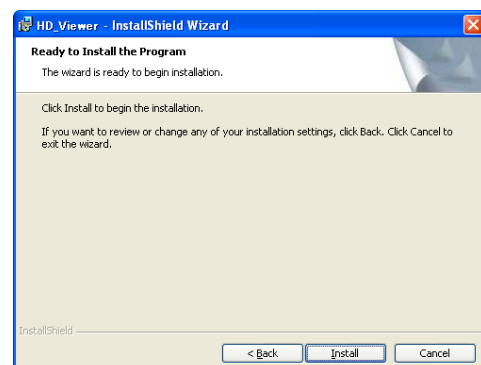 HD_Viewer - InstallShield Wizard
Ready to Install the Program
The wizard is ready to begin installation.
Click Install to begin the installation.
If you want to review or change any of your installation settings, click Back. Click Cancel to
exit the wizard.
InstallShield
< Back Install Cancel